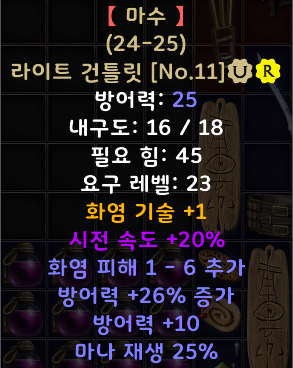 【 마수 】
(24-25)
라이트 건틀릿 [No.11] U R
방어력: 25
내구도: 16 / 18
필요 힘: 45
요구 레벨: 23
화염 기술 +1
시전 속도 +20%
화염 피해 1 - 6 추가
방어력 +26% 증가
방어력 +10
마나 재생 25%